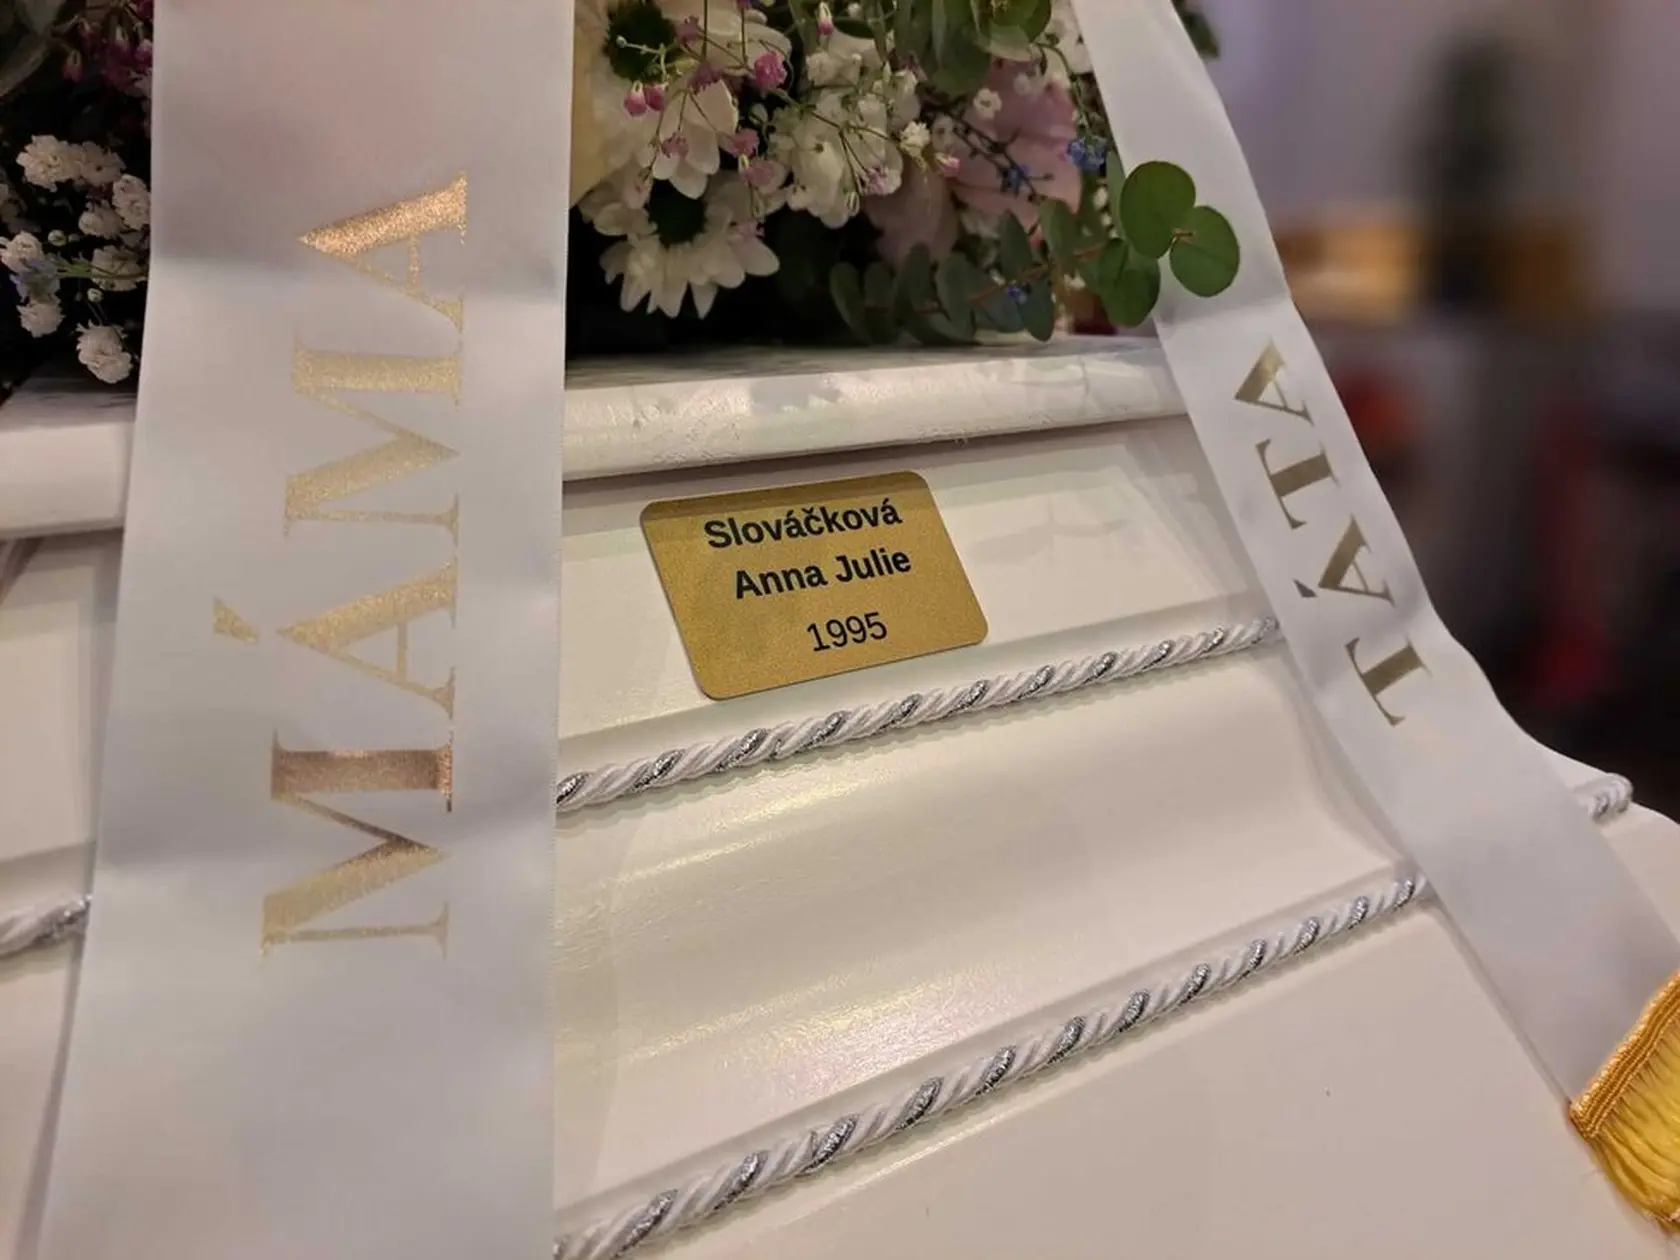 MÁMA
Slováčková
Anna Julie
1995
TÁTA